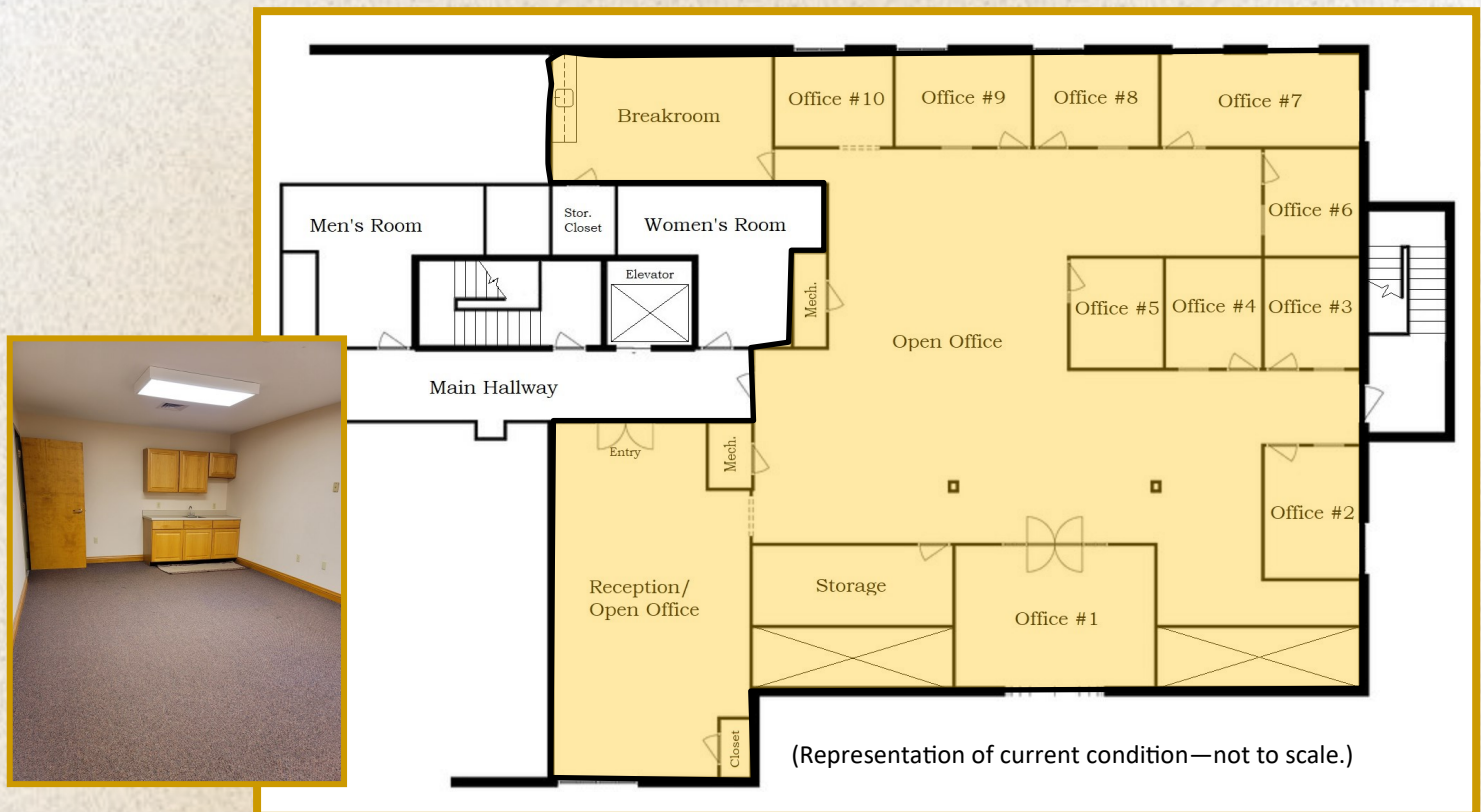 Breakroom
Office #10
Office #9
Office #8
Office #7
Men's Room
Stor.
Closet
Women's Room
Office #6
Elevator
Mech.
Office #5
Office #4
Office #3
Open Office
Main Hallway
Entry
Mech.
Office #2
Reception/
Open Office
Storage
Office #1
Closet
(Representation of current condition—not to scale.)